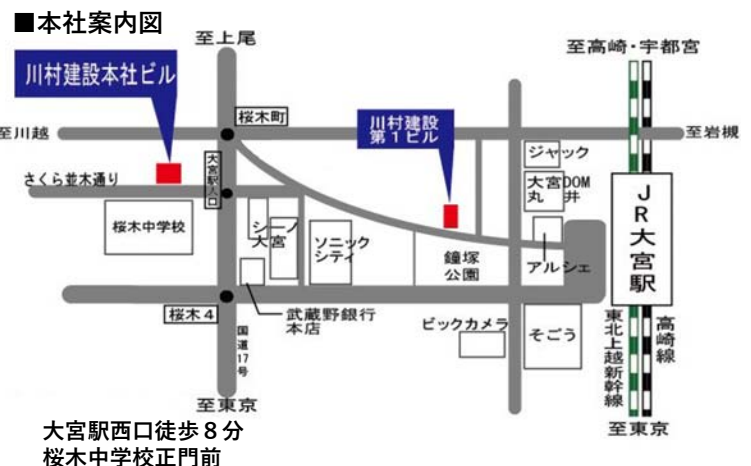 ■本社案内図
至上尾
至高崎・宇都宮
川村建設本社ビル
桜木町
川村建設
第1ビル
至川越
至岩槻
ジャック
大宮駅入口
さくら並木通り
大宮DOM
丸 井
JR大宮駅
桜木中学校
シーノ
大宮
ソニック
シティ
鐘塚
公園
アルシェ
桜木4
武蔵野銀行
本店
国道17号
ビックカメラ
そごう
東北上越新幹線
高崎線
至東京
至東京
大宮駅西口徒歩8分
桜木中学校正門前